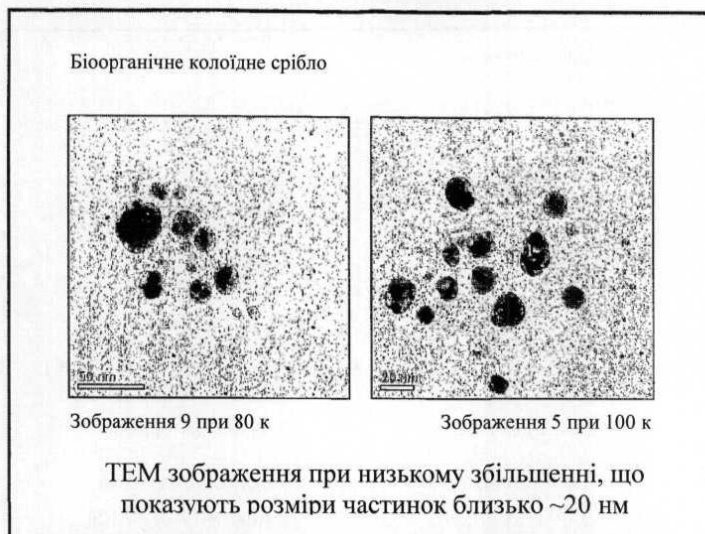 Біоорганічне колоїдне срібло
50 nm
20 nm
Зображення 9 при 80 к
Зображення 5 при 100 к
ТЕМ зображення при низькому збільшенні, що
показують розміри частинок близько ~20 нм